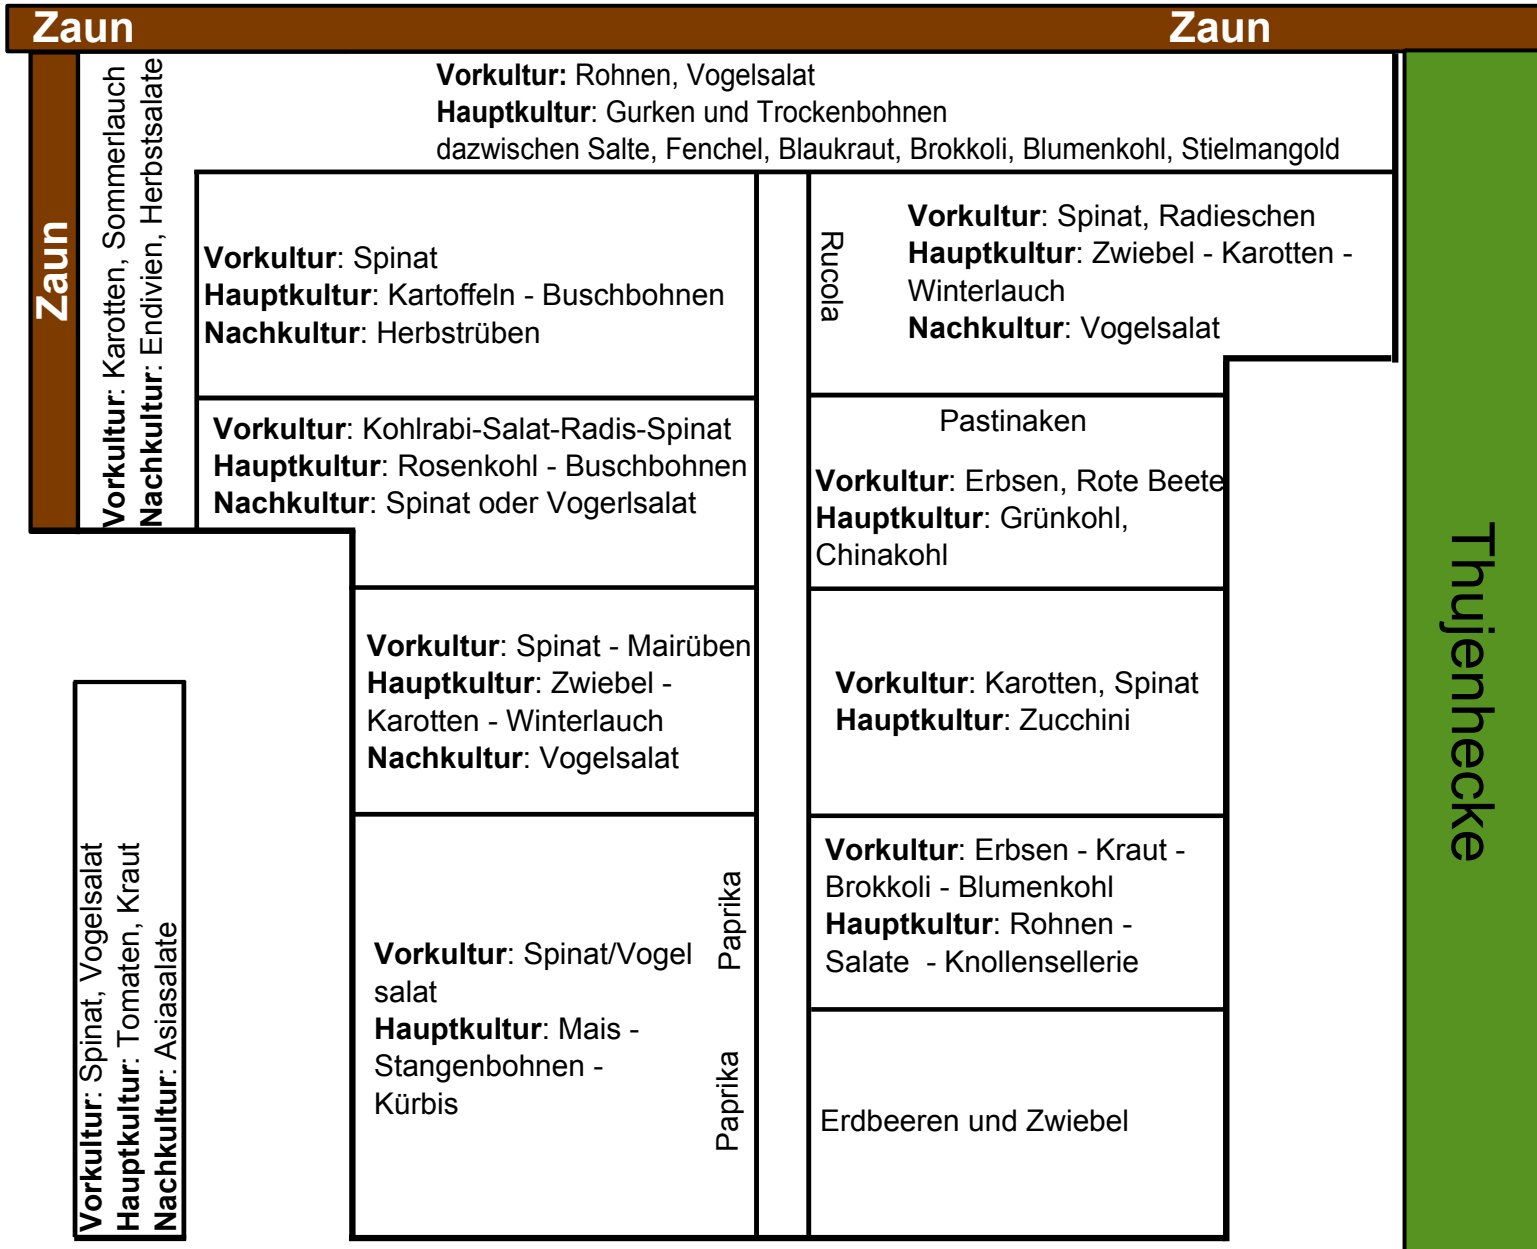 Zaun
Zaun
Zaun
Vorkultur: Karotten, Sommerlauch
Nachkultur: Endivien, Herbstsalate
Vorkultur: Rohnen, Vogelsalat
Hauptkultur: Gurken und Trockenbohnen
dazwischen Salte, Fenchel, Blaukraut, Brokkoli, Blumenkohl, Stielmangold
Vorkultur: Spinat
Hauptkultur: Kartoffeln - Buschbohnen
Nachkultur: Herbstrüben
Rucola
Vorkultur: Spinat, Radieschen
Hauptkultur: Zwiebel - Karotten -
Winterlauch
Nachkultur: Vogelsalat
Vorkultur: Kohlrabi-Salat-Radis-Spinat
Hauptkultur: Rosenkohl - Buschbohnen
Nachkultur: Spinat oder Vogerlsalat
Pastinaken
Vorkultur: Erbsen, Rote Beete
Hauptkultur: Grünkohl,
Chinakohl
Vorkultur: Spinat - Mairüben
Hauptkultur: Zwiebel -
Karotten - Winterlauch
Nachkultur: Vogelsalat
Vorkultur: Karotten, Spinat
Hauptkultur: Zucchini
Thujenhecke
Vorkultur: Spinat, Vogelsalat
Hauptkultur: Tomaten, Kraut
Nachkultur: Asiasalate
Vorkultur: Spinat/Vogel
salat
Hauptkultur: Mais -
Stangenbohnen -
Kürbis
Paprika
Paprika
Vorkultur: Erbsen - Kraut -
Brokkoli - Blumenkohl
Hauptkultur: Rohnen -
Salate - Knollensellerie
Erdbeeren und Zwiebel